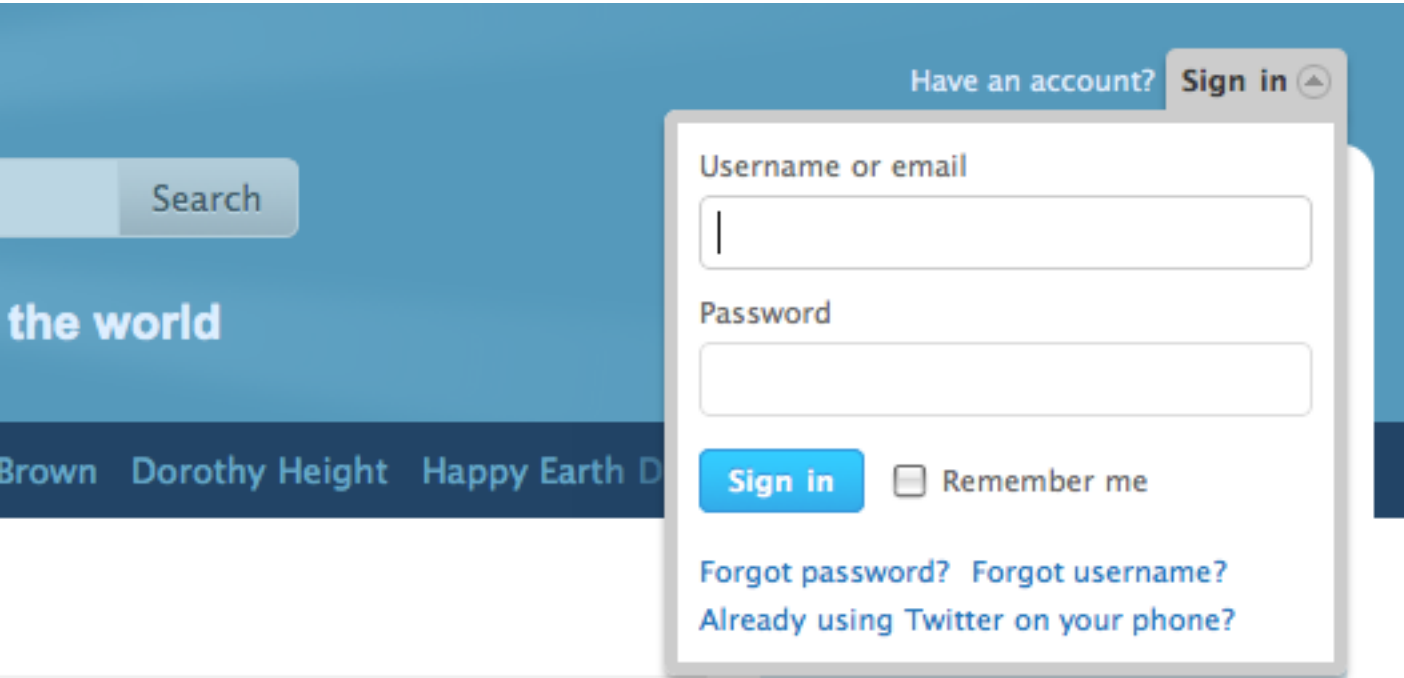 Have an account? Sign in
Search
the world
Brown Dorothy Height Happy Earth D
Username or email
Password
Sign in Remember me
Forgot password? Forgot username?
Already using Twitter on your phone?